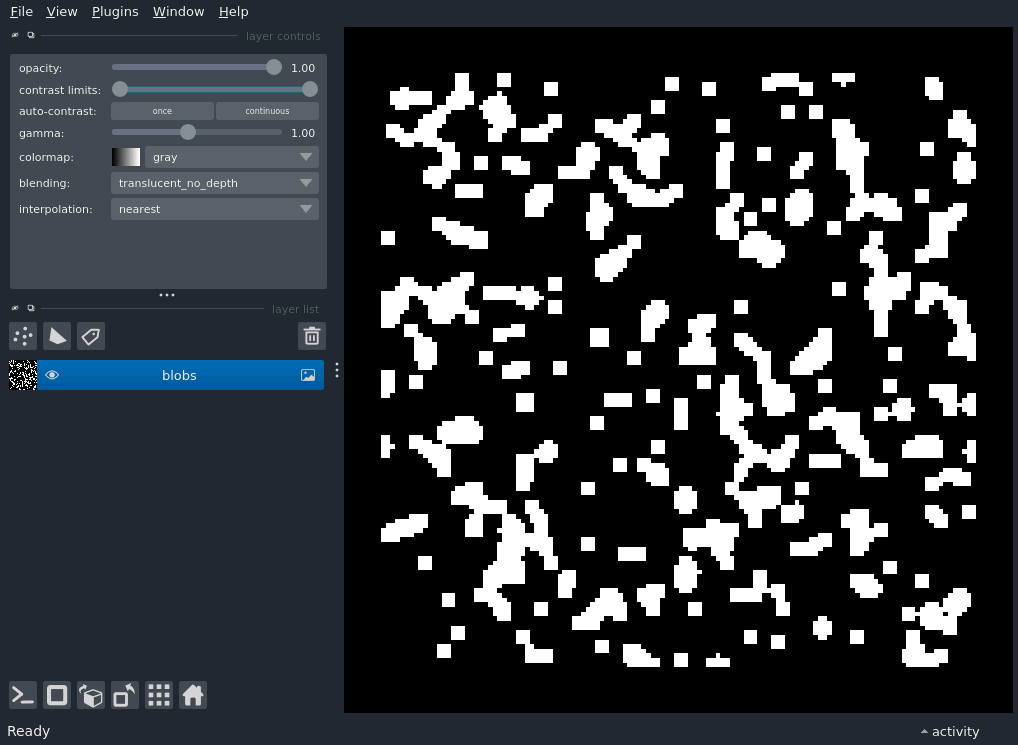 File View Plugins Window Help
layer controls
opacity: 1.00
contrast limits:
auto-contrast: once continuous
gamma: 1.00
colormap: gray
blending: translucent_no_depth
interpolation: nearest
layer list
blobs
Ready activity